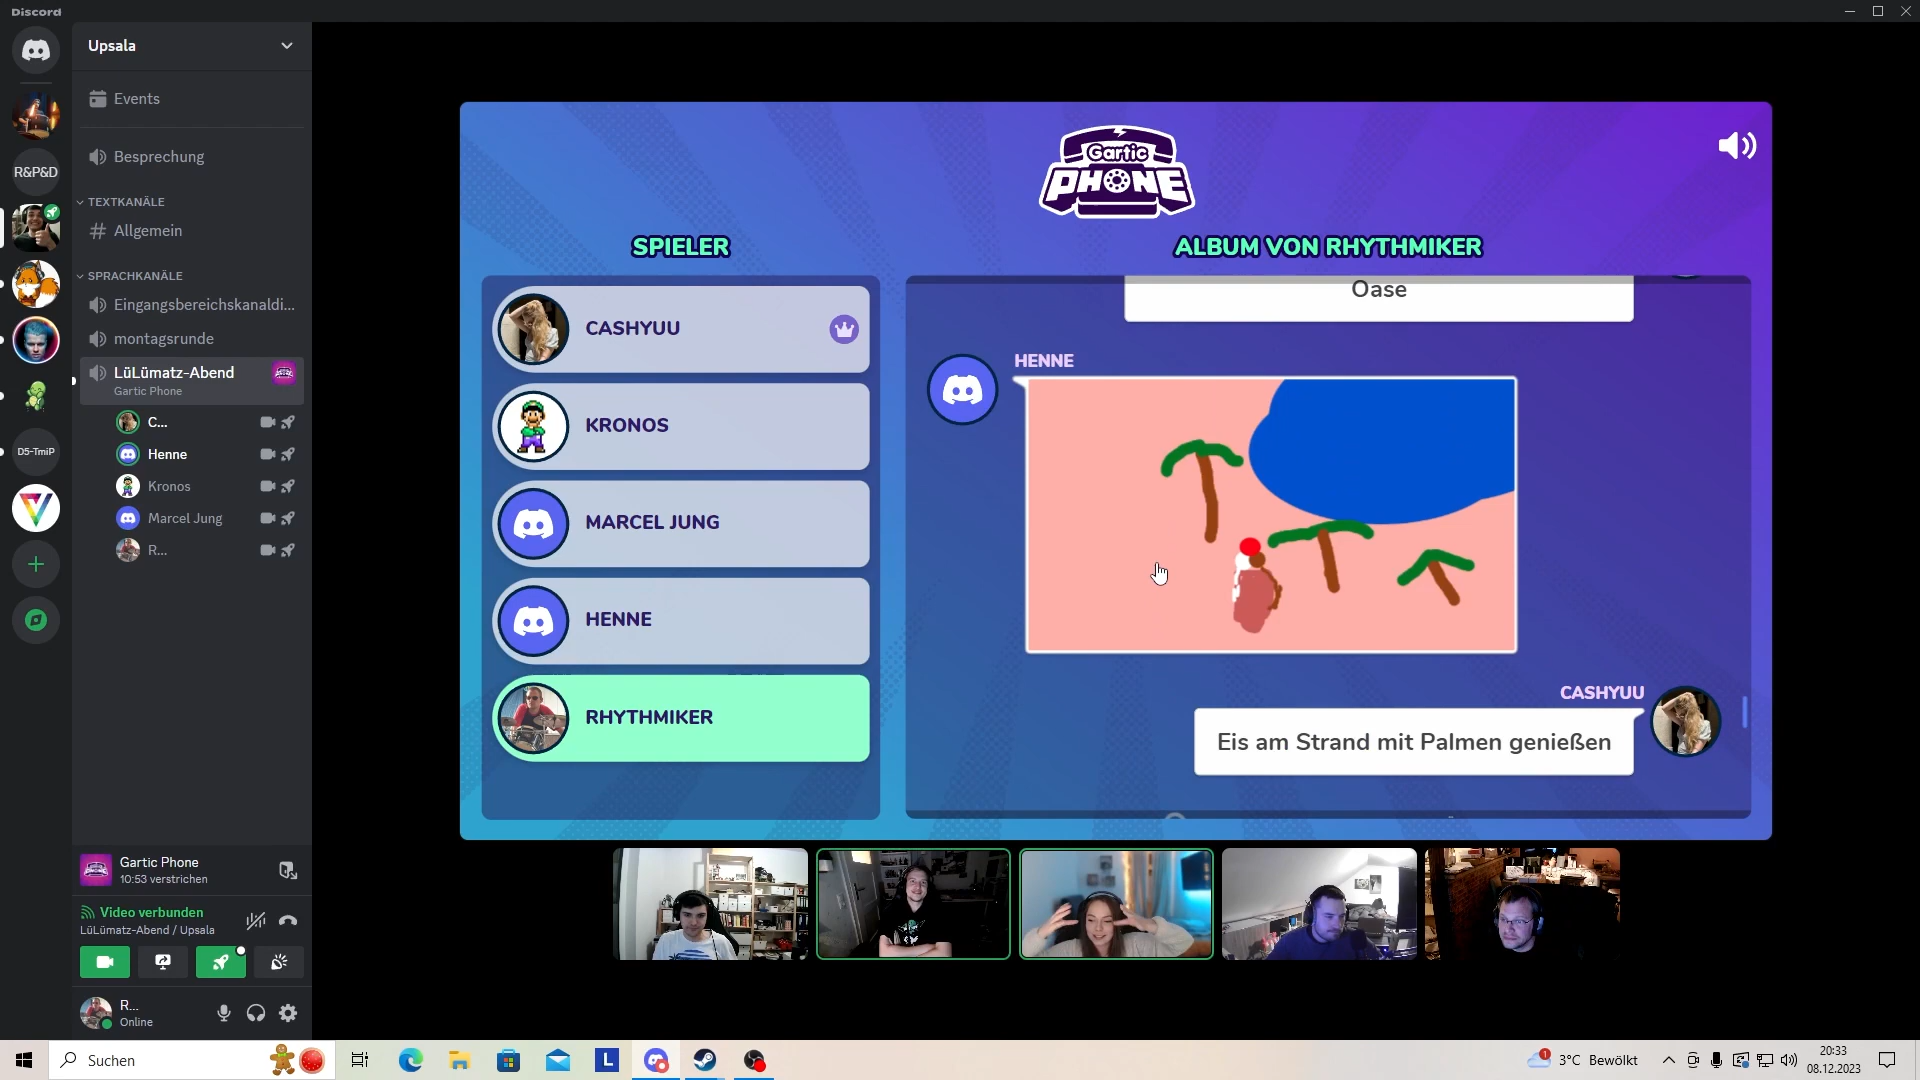 Discord
Upsala
Events
R&P&D
Besprechung
TEXTKANÄLE
Allgemein
SPRACHKANÄLE
Eingangsbereichskanaldi...
montagsrunde
LüLümatz-Abend
Gartic Phone
C...
Henne
D5-TmiP
Kronos
Marcel Jung
R...
Gartic Phone
10:53 verstrichen
Video verbunden
LüLümatz-Abend / Upsala
R...
Online
Gartic
PHONE
SPIELER
CASHYUU
KRONOS
MARCEL JUNG
HENNE
RHYTHMIKER
ALBUM VON RHYTHMIKER
Oase
HENNE
CASHYUU
Eis am Strand mit Palmen genießen
Suchen
L
1
3°C Bewölkt
20:33
08.12.2023